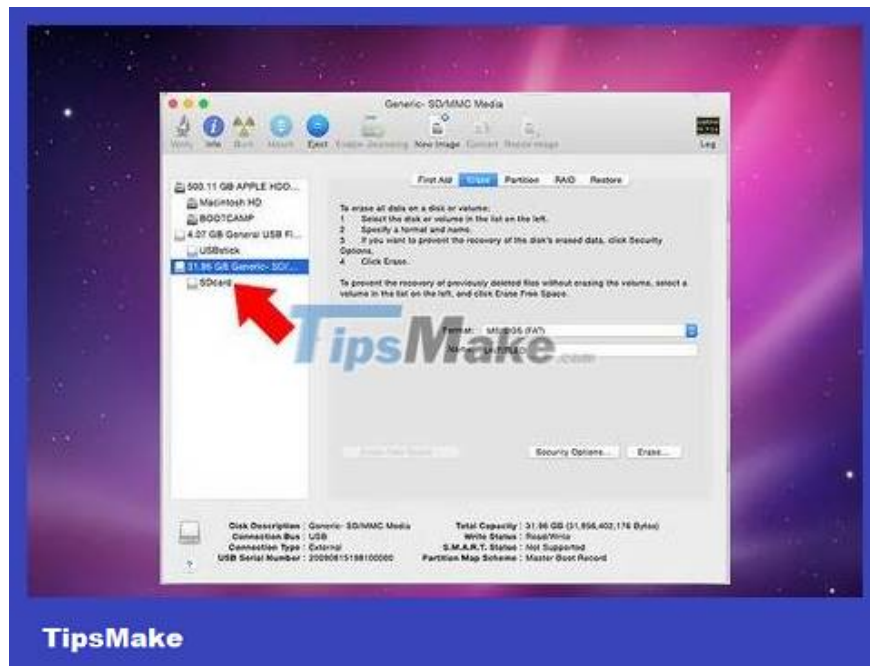 Generic- SD/MMC Media
Verify Info Burn Mount Eject Enable Journaling New Image Convert Resize Image Log
First Aid Erase Partition RAID Restore
500.11 GB APPLE HDD...
Macintosh HD
BOOTCAMP
4.07 GB General USB Fl...
USBstick
31.96 GB Generic- SD/...
SDcard
To erase all data on a disk or volume:
1 Select the disk or volume in the list on the left.
2 Specify a format and name.
3 If you want to prevent the recovery of the disk's erased data, click Security
Options.
4 Click Erase.
To prevent the recovery of previously deleted files without erasing the volume, select a
volume in the list on the left, and click Erase Free Space.
Format: MS-DOS (FAT)
Name: UNTITLED
TipsMake.com
Erase Free Space... Security Options... Erase...
Disk Description : Generic- SD/MMC Media
Connection Bus : USB
Connection Type : External
USB Serial Number : 20090815198100000
Total Capacity : 31.96 GB (31,956,402,176 Bytes)
Write Status : Read/Write
S.M.A.R.T. Status : Not Supported
Partition Map Scheme : Master Boot Record
?
TipsMake